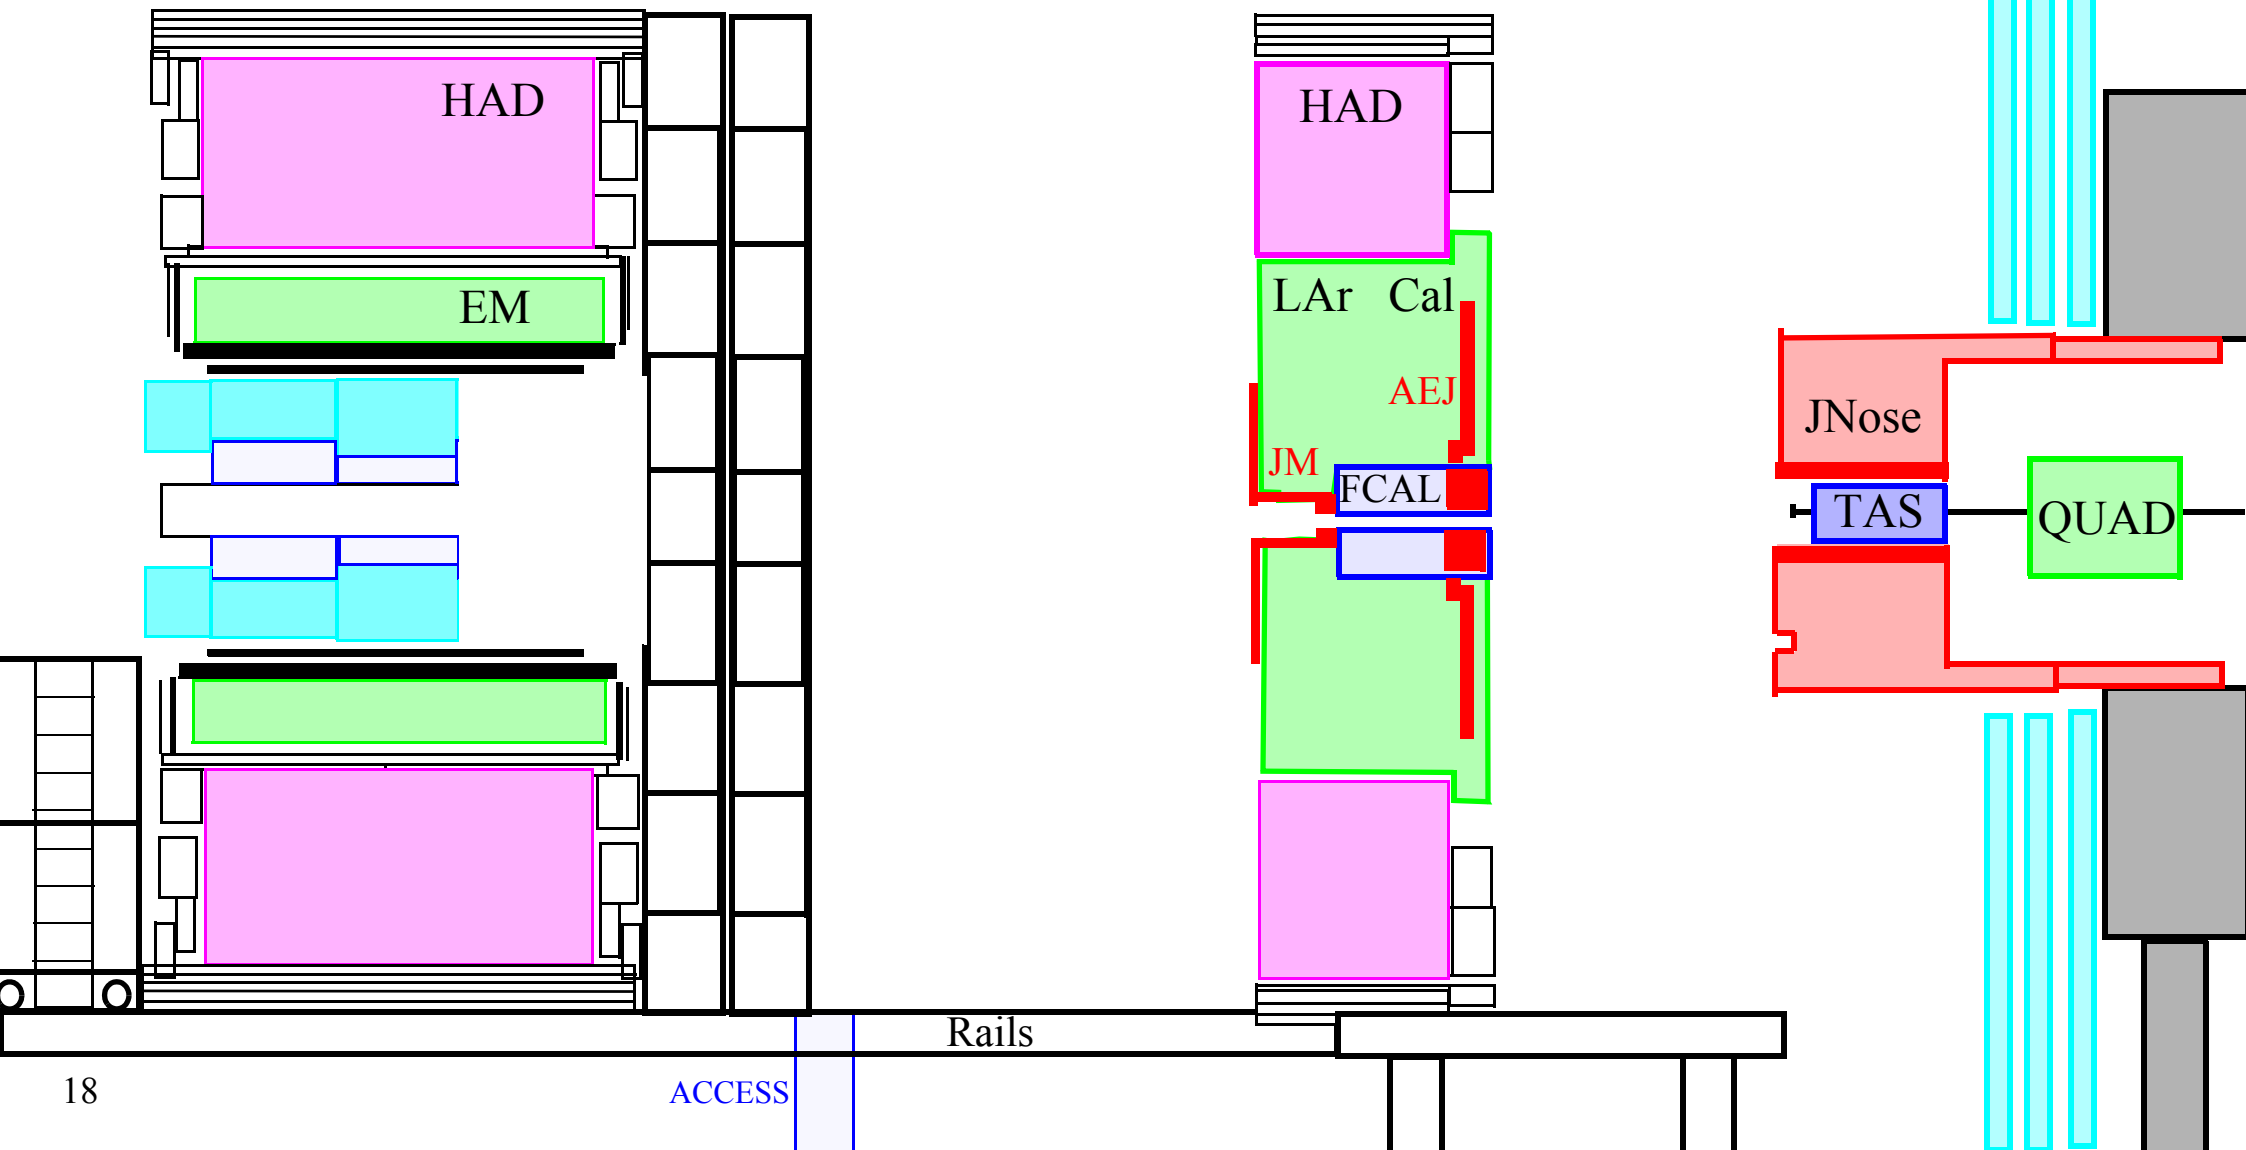 HAD
HAD
EM
LAr Cal
AEJ
JNose
JM
FCAL
TAS
QUAD
Rails
18
ACCESS